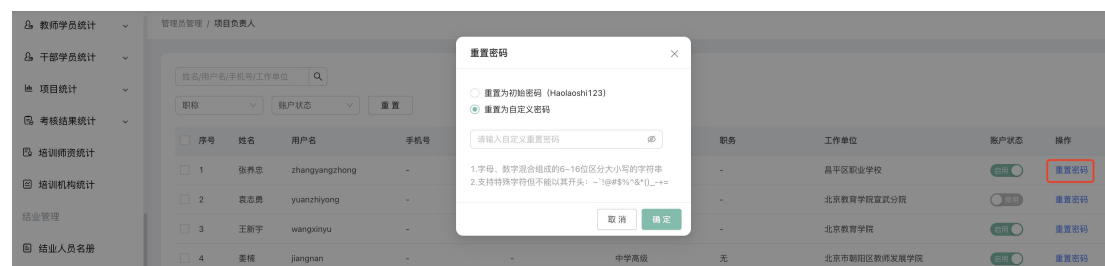 教师学员统计
干部学员统计
项目统计
考核结果统计
培训师资统计
培训机构统计
结业管理
结业人员名册
管理员管理 / 项目负责人
姓名/用户名/手机号/工作单位
职称
账户状态
重 置
序号 姓名 用户名 手机号 职务 工作单位 账户状态 操作
1 张养忠 zhangyangzhong - - 昌平区职业学校 启用 重置密码
2 袁志勇 yuanzhiyong - - 北京教育学院宣武分院 禁用 重置密码
3 王新宇 wangxinyu - - 北京教育学院 启用 重置密码
4 姜楠 jiangnan - - 中学高级 无 北京市朝阳区教师发展学院 启用 重置密码
重置密码
重置为初始密码（Haolaoshi123）
重置为自定义密码
请输入自定义重置密码
1.字母、数字混合组成的6~16位区分大小写的字符串
2.支持特殊字符但不能以其开头：~`!@#$%^&*()_-+=
取 消
确 定